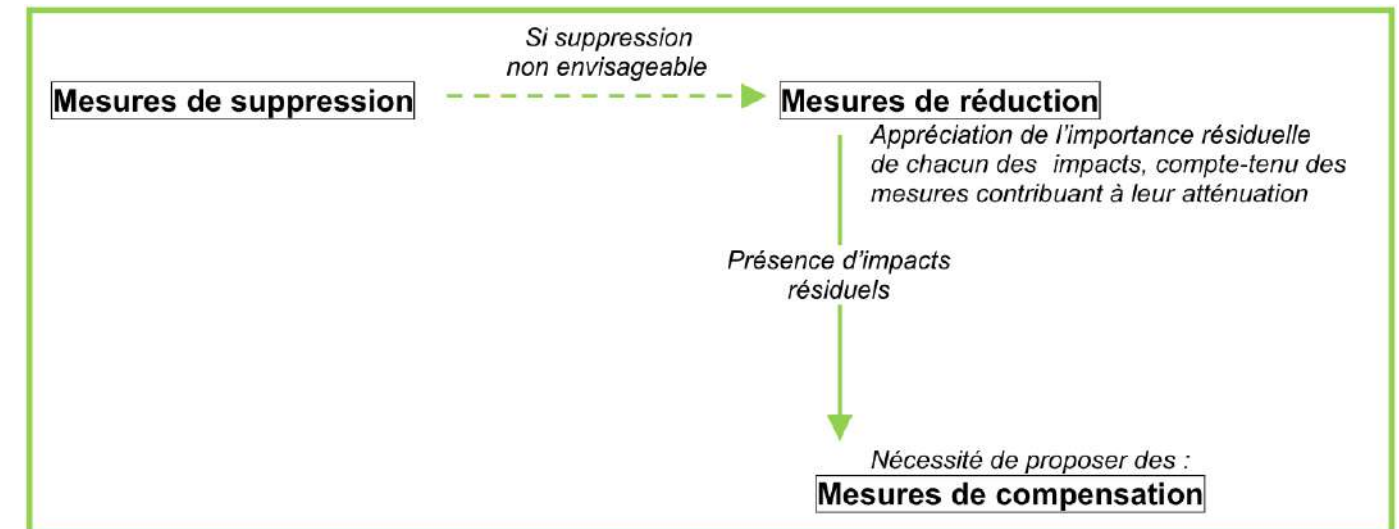 Si suppression
non envisageable
Mesures de suppression
Mesures de réduction
Appréciation de l'importance résiduelle
de chacun des impacts, compte-tenu des
mesures contribuant à leur atténuation
Présence d'impacts
résiduels
Nécessité de proposer des :
Mesures de compensation